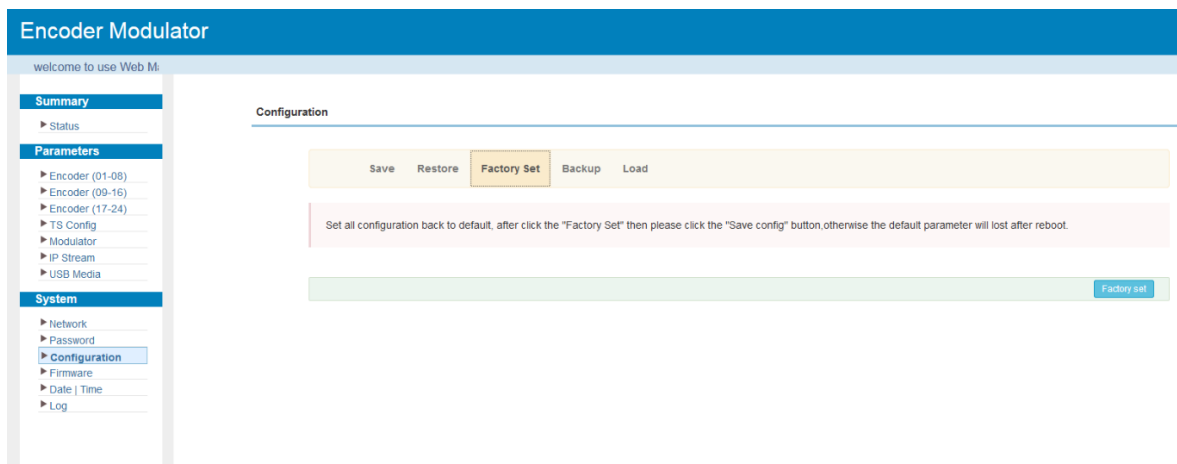 Encoder Modulator
welcome to use Web Ma
Summary
Status
Parameters
Encoder (01-08)
Encoder (09-16)
Encoder (17-24)
TS Config
Modulator
IP Stream
USB Media
System
Network
Password
Configuration
Firmware
Date | Time
Log
Configuration
Save Restore Factory Set Backup Load
Set all configuration back to default, after click the "Factory Set" then please click the "Save config" button,otherwise the default parameter will lost after reboot.
Factory set